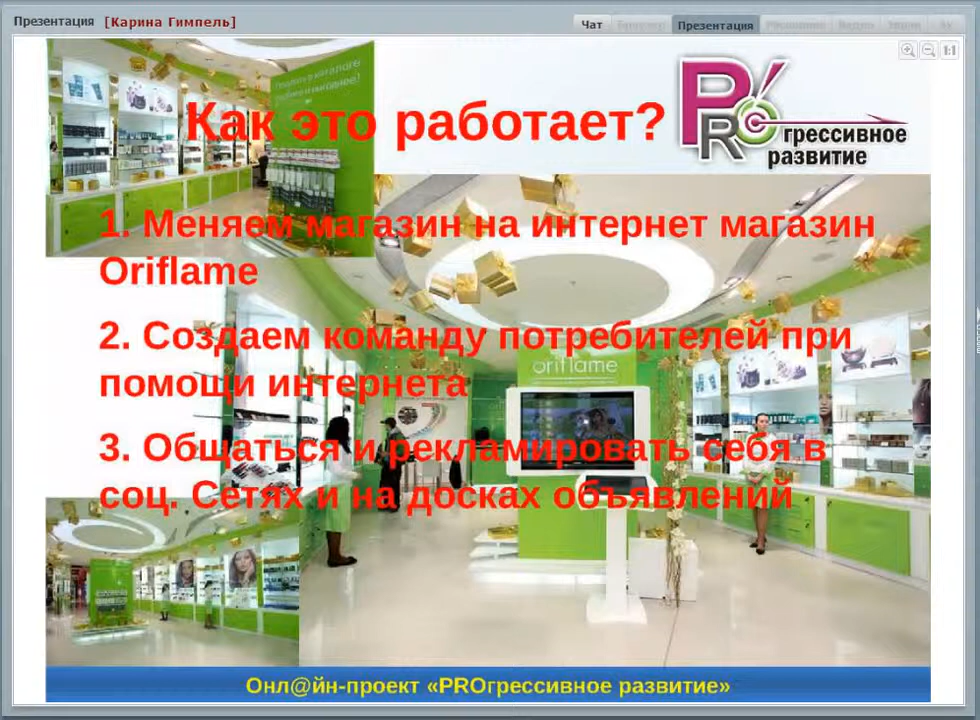 Презентация [Карина Гимпель]
Чат
Презентация
Как это работает?
PROгрессивное
развитие
1. Меняем магазин на интернет магазин
Oriflame
2. Создаем команду потребителей при
помощи интернета
oriflame
3. Общаться и рекламировать себя в
соц. Сетях и на досках объявлений
Онл@йн-проект «PROгрессивное развитие»